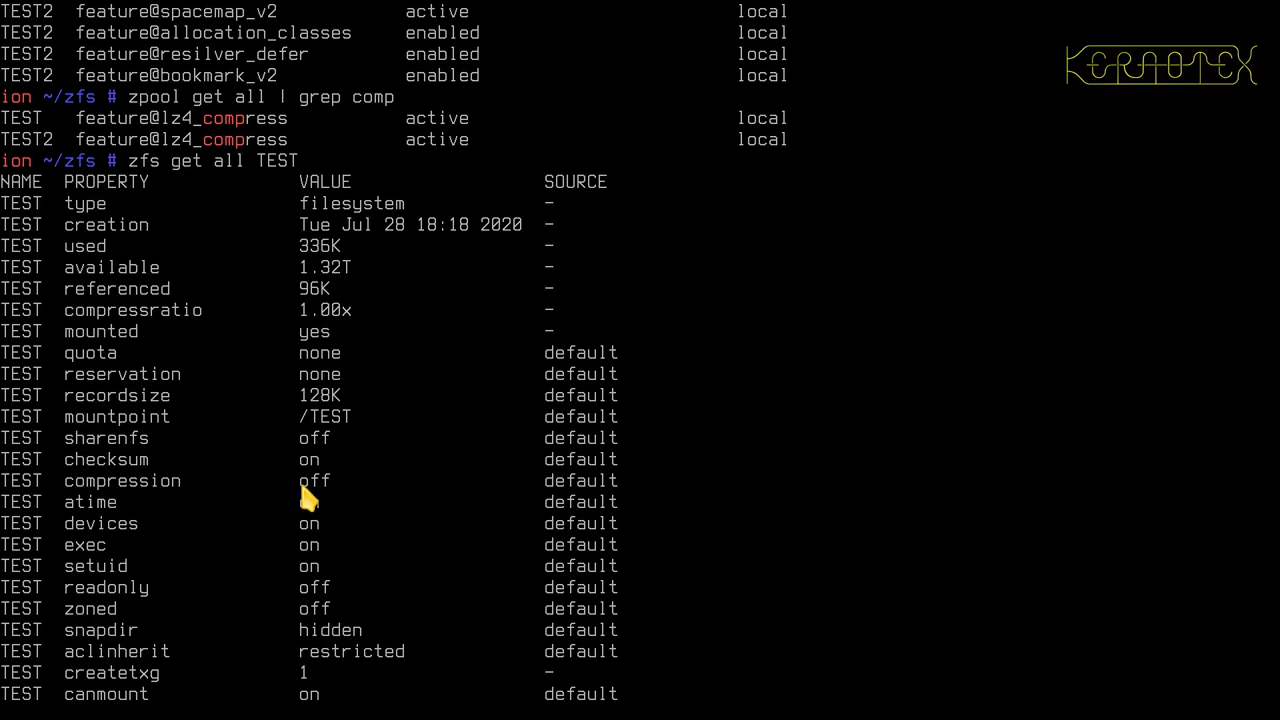 TEST2  feature@spacemap_v2            active                         local
TEST2  feature@allocation_classes     enabled                        local
TEST2  feature@resilver_defer         enabled                        local
TEST2  feature@bookmark_v2            enabled                        local
KERNOTEX
ion ~/zfs # zpool get all | grep comp
TEST   feature@lz4_compress           active                         local
TEST2  feature@lz4_compress           active                         local
ion ~/zfs # zfs get all TEST
NAME  PROPERTY              VALUE                  SOURCE
TEST  type                  filesystem             -
TEST  creation              Tue Jul 28 18:18 2020  -
TEST  used                  336K                   -
TEST  available             1.32T                  -
TEST  referenced            96K                    -
TEST  compressratio         1.00x                  -
TEST  mounted               yes                    -
TEST  quota                 none                   default
TEST  reservation           none                   default
TEST  recordsize            128K                   default
TEST  mountpoint            /TEST                  default
TEST  sharenfs              off                    default
TEST  checksum              on                     default
TEST  compression           off                    default
TEST  atime                 on                     default
TEST  devices               on                     default
TEST  exec                  on                     default
TEST  setuid                on                     default
TEST  readonly              off                    default
TEST  zoned                 off                    default
TEST  snapdir               hidden                 default
TEST  aclinherit            restricted             default
TEST  createtxg             1                      -
TEST  canmount              on                     default